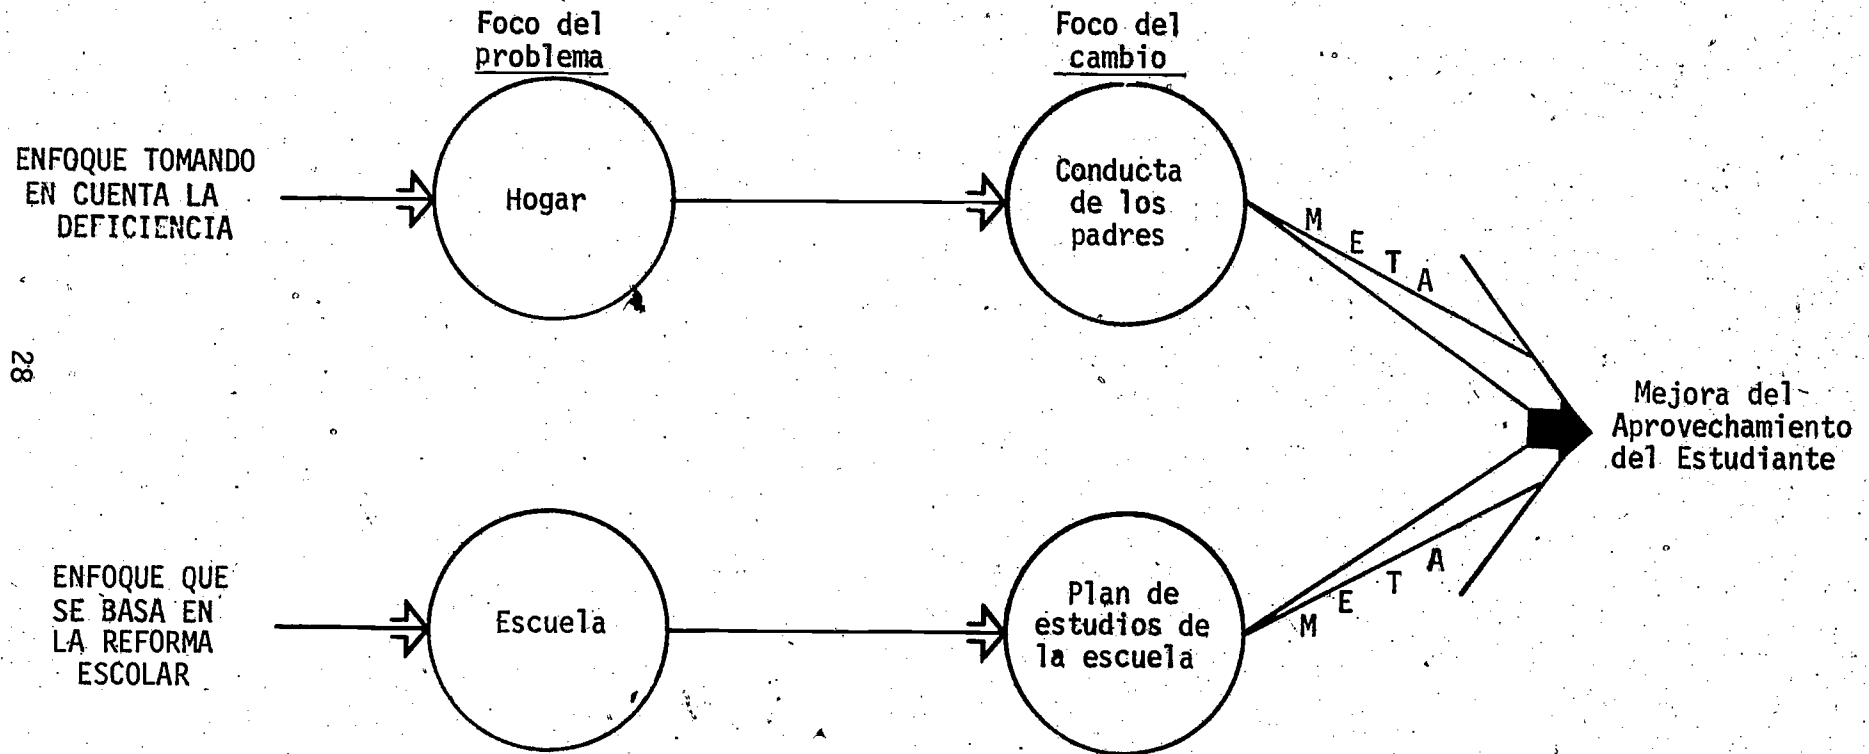 Foco del
problema
Foco del
cambio
ENFOQUE TOMANDO
EN CUENTA LA
DEFICIENCIA
Hogar
Conducta
de los
padres
META
28
Mejora del
Aprovechamiento
del Estudiante
ENFOQUE QUE
SE BASA EN
LA REFORMA
ESCOLAR
Escuela
Plan de
estudios de
la escuela
META